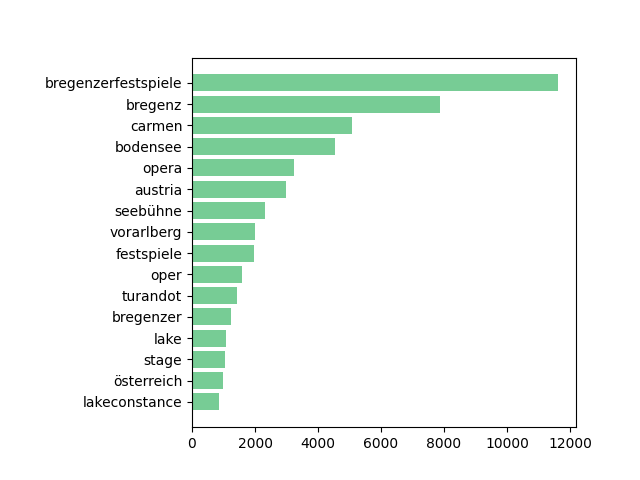 bregenzerfestspiele
bregenz
carmen
bodensee
opera
austria
seebühne
vorarlberg
festspiele
oper
turandot
bregenzer
lake
stage
österreich
lakeconstance
0 2000 4000 6000 8000 10000 12000